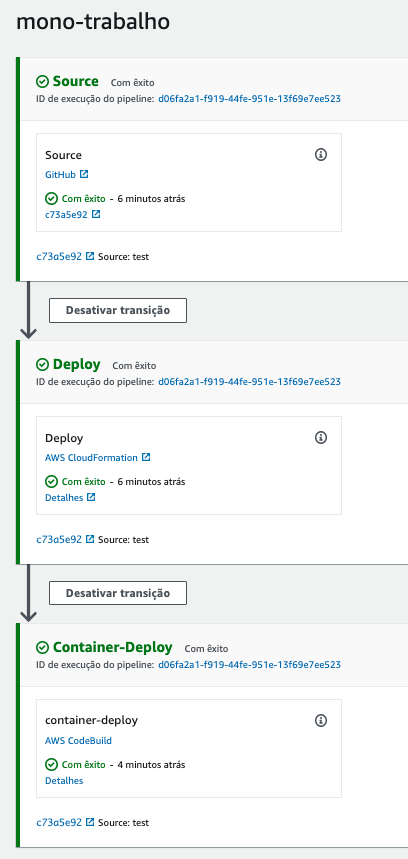 mono-trabalho
Source Com êxito
ID de execução do pipeline: d06fa2a1-f919-44fe-951e-13f69e7ee523
Source
GitHub
Com êxito - 6 minutos atrás
c73a5e92
c73a5e92 Source: test
Desativar transição
Deploy Com êxito
ID de execução do pipeline: d06fa2a1-f919-44fe-951e-13f69e7ee523
Deploy
AWS CloudFormation
Com êxito - 6 minutos atrás
Detalhes
c73a5e92 Source: test
Desativar transição
Container-Deploy Com êxito
ID de execução do pipeline: d06fa2a1-f919-44fe-951e-13f69e7ee523
container-deploy
AWS CodeBuild
Com êxito - 4 minutos atrás
Detalhes
c73a5e92 Source: test